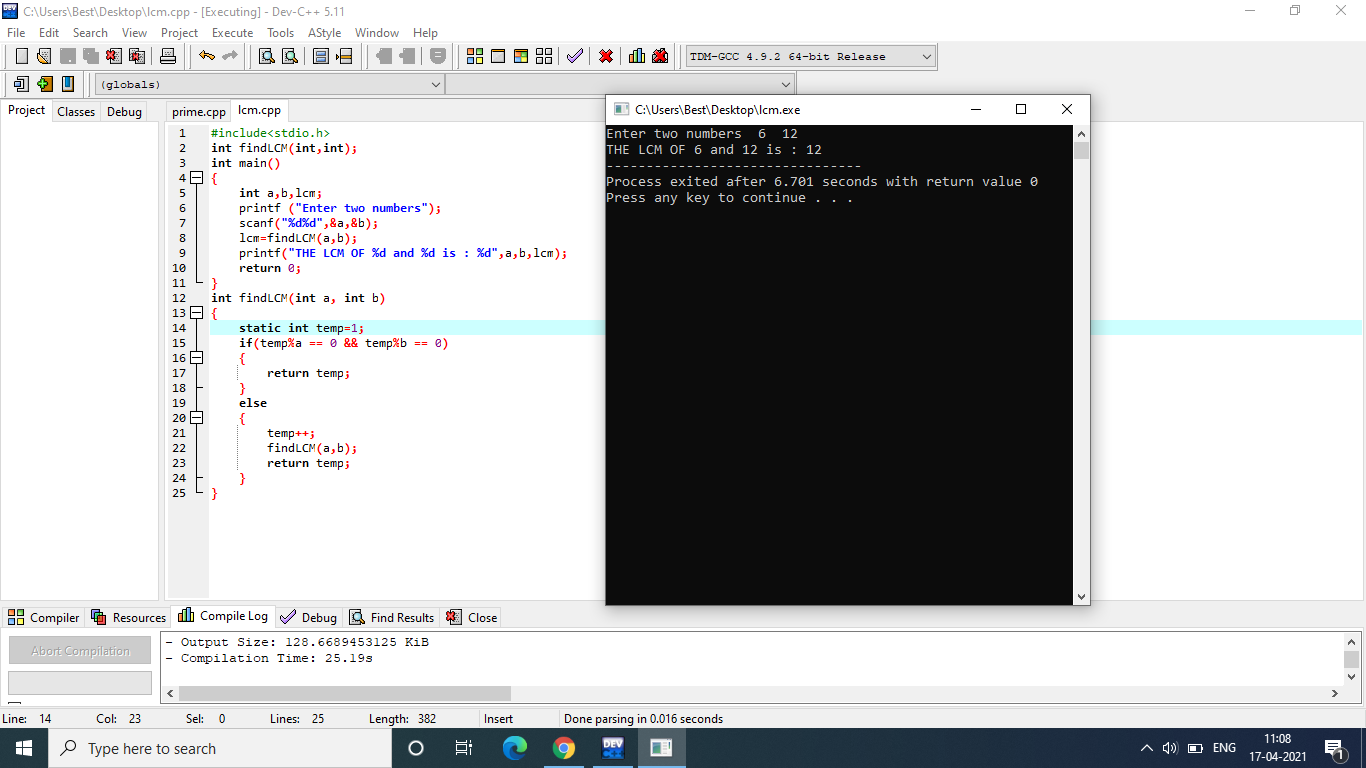 C:\Users\Best\Desktop\lcm.cpp - [Executing] - Dev-C++ 5.11
File Edit Search View Project Execute Tools AStyle Window Help
TDM-GCC 4.9.2 64-bit Release
(globals)
Project Classes Debug
prime.cpp lcm.cpp
1 #include<stdio.h>
2 int findLCM(int,int);
3 int main()
4 {
5 int a,b,lcm;
6 printf ("Enter two numbers");
7 scanf("%d%d",&a,&b);
8 lcm=findLCM(a,b);
9 printf("THE LCM OF %d and %d is : %d",a,b,lcm);
10 return 0;
11 }
12 int findLCM(int a, int b)
13 {
14 static int temp=1;
15 if(temp%a == 0 && temp%b == 0)
16 {
17 return temp;
18 }
19 else
20 {
21 temp++;
22 findLCM(a,b);
23 return temp;
24 }
25 }
C:\Users\Best\Desktop\lcm.exe
Enter two numbers  6  12
THE LCM OF 6 and 12 is : 12
--------------------------------
Process exited after 6.701 seconds with return value 0
Press any key to continue . . .
Compiler Resources Compile Log Debug Find Results Close
Abort Compilation
- Output Size: 128.6689453125 KiB
- Compilation Time: 25.19s
Line: 14 Col: 23 Sel: 0 Lines: 25 Length: 382 Insert Done parsing in 0.016 seconds
Type here to search
DEV C++
ENG
11:08
17-04-2021
1